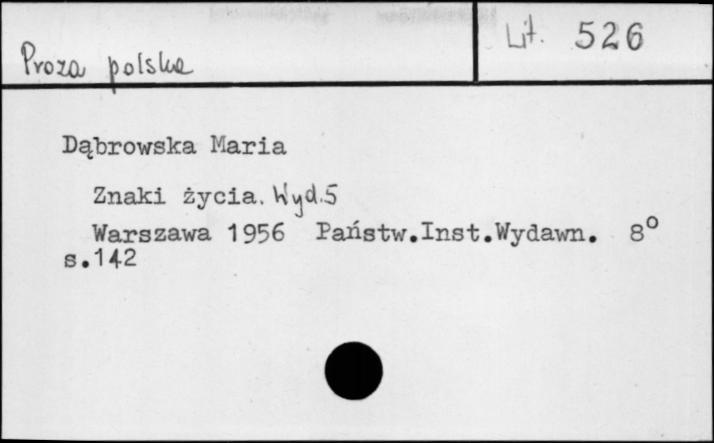 Proza polska
Lit. 526
Dąbrowska Maria
Znaki życia. Wyd.5
Warszawa 1956 Państw.Inst.Wydawn. 8°
s.142